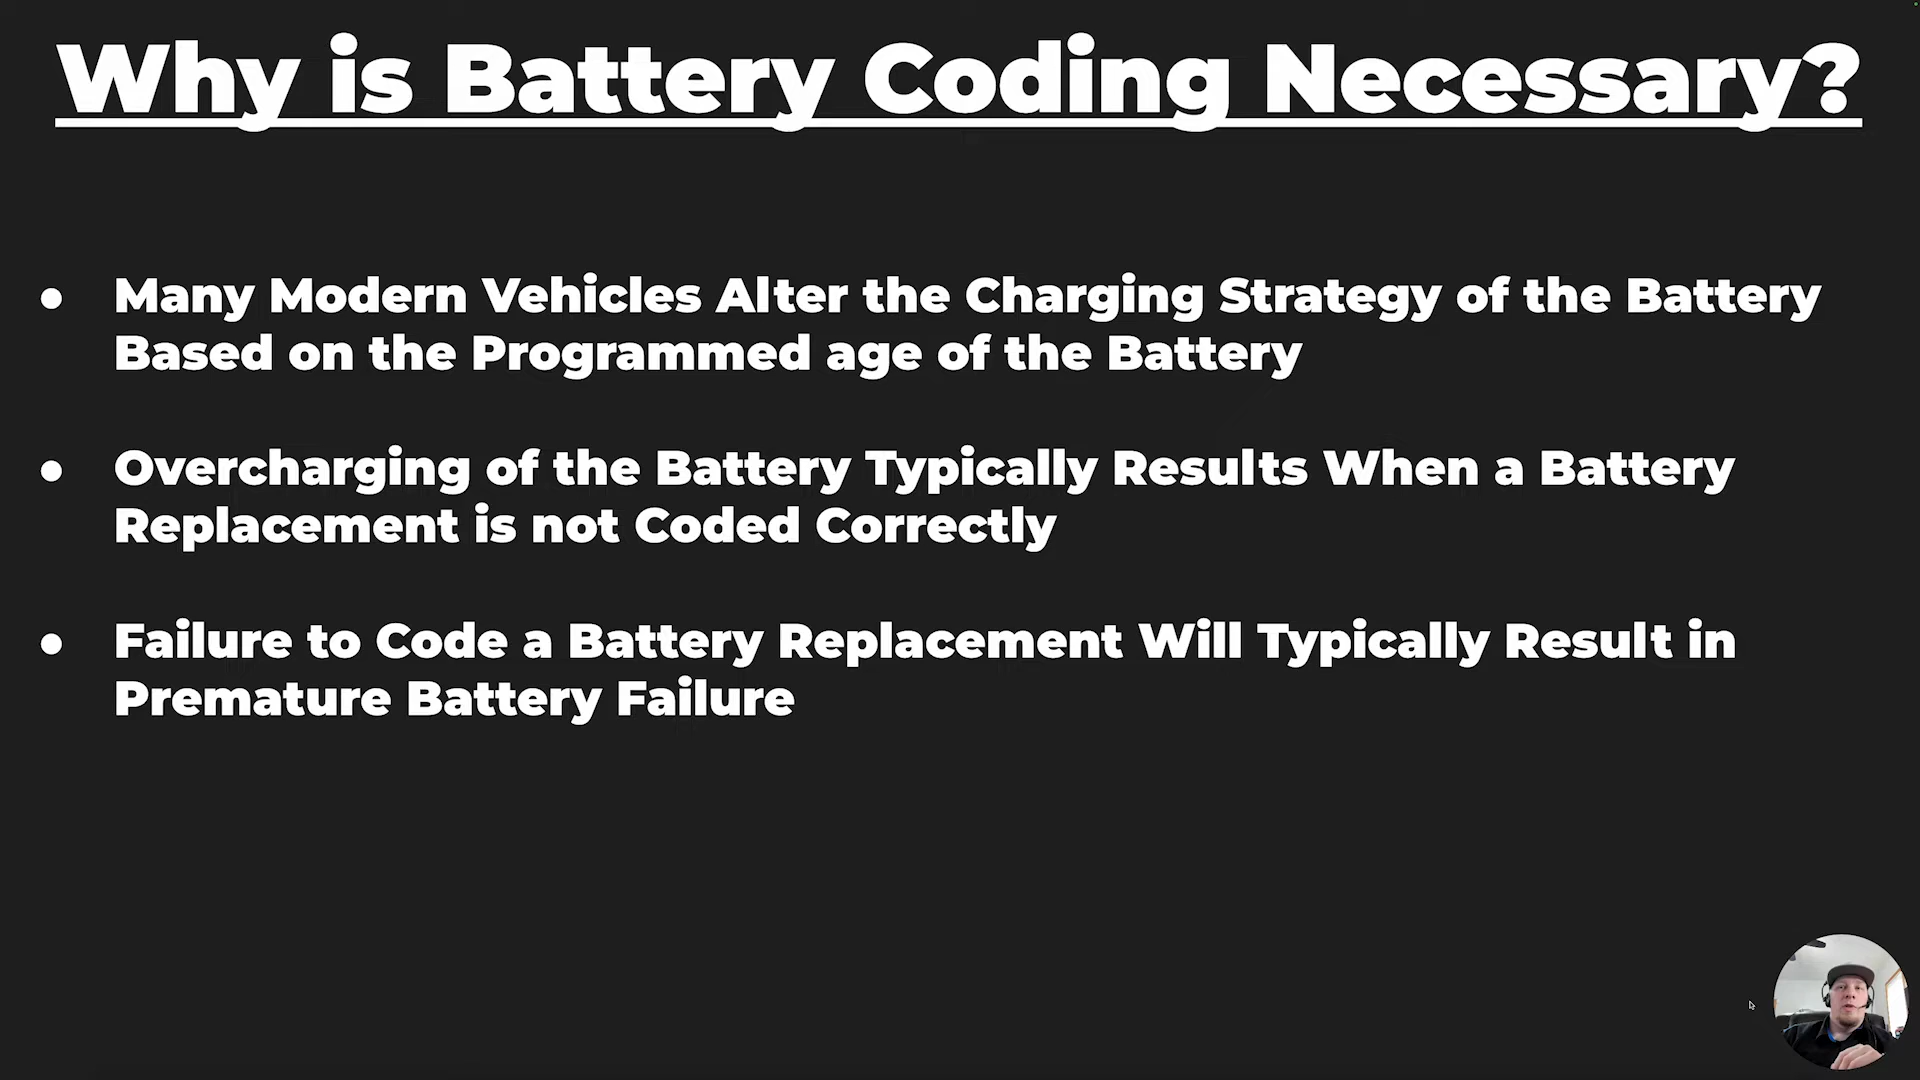 Why is Battery Coding Necessary?
● Many Modern Vehicles Alter the Charging Strategy of the Battery
Based on the Programmed age of the Battery
● Overcharging of the Battery Typically Results When a Battery
Replacement is not Coded Correctly
● Failure to Code a Battery Replacement Will Typically Result in
Premature Battery Failure